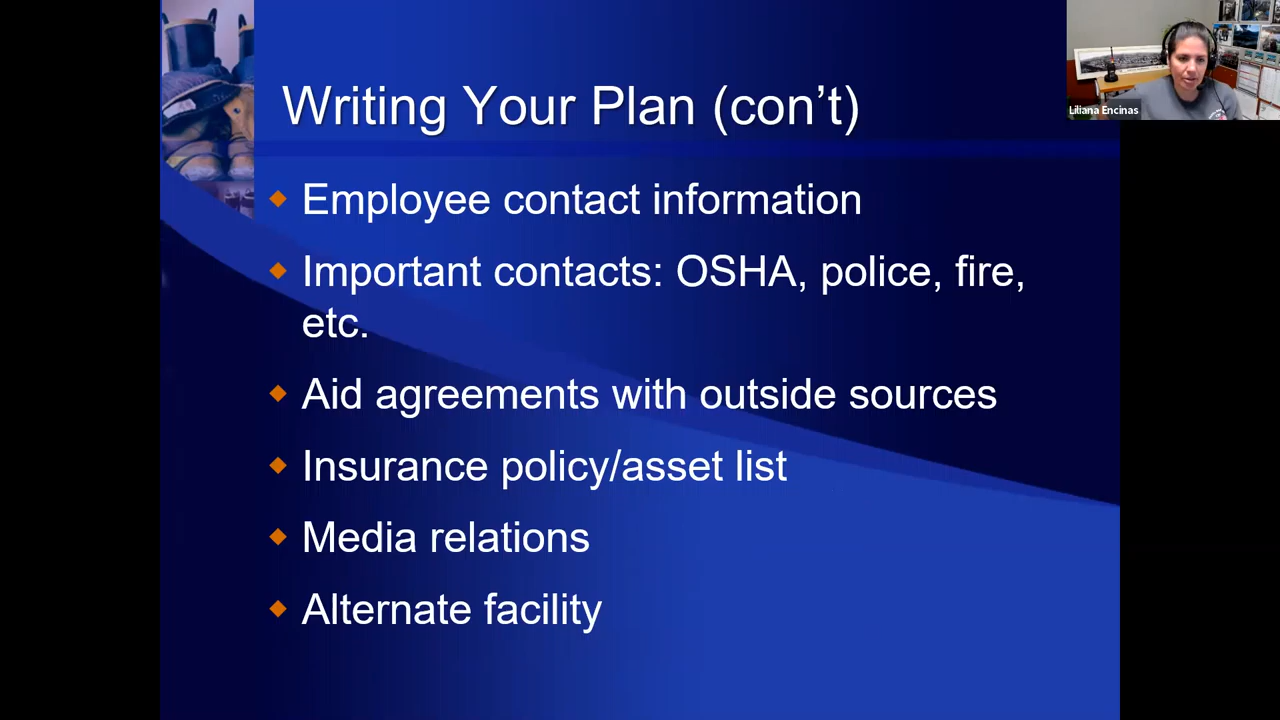 Writing Your Plan (con’t)
Liliana Encinas
Employee contact information
Important contacts: OSHA, police, fire,
etc.
Aid agreements with outside sources
Insurance policy/asset list
Media relations
Alternate facility